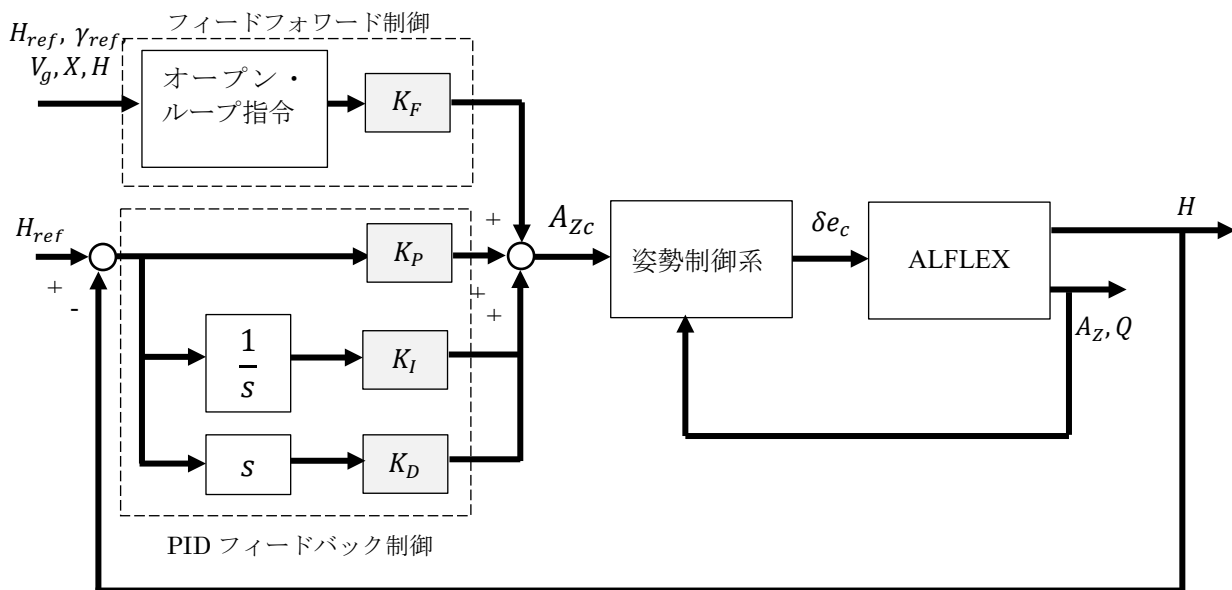 フィードフォワード制御
H_ref, γ_ref,
V_g, X, H
オープン・
ループ指令
K_F
H_ref
+
-
K_P
1/s
K_I
s
K_D
PID フィードバック制御
+
+
+
A_Zc
姿勢制御系
δe_c
ALFLEX
H
A_Z, Q